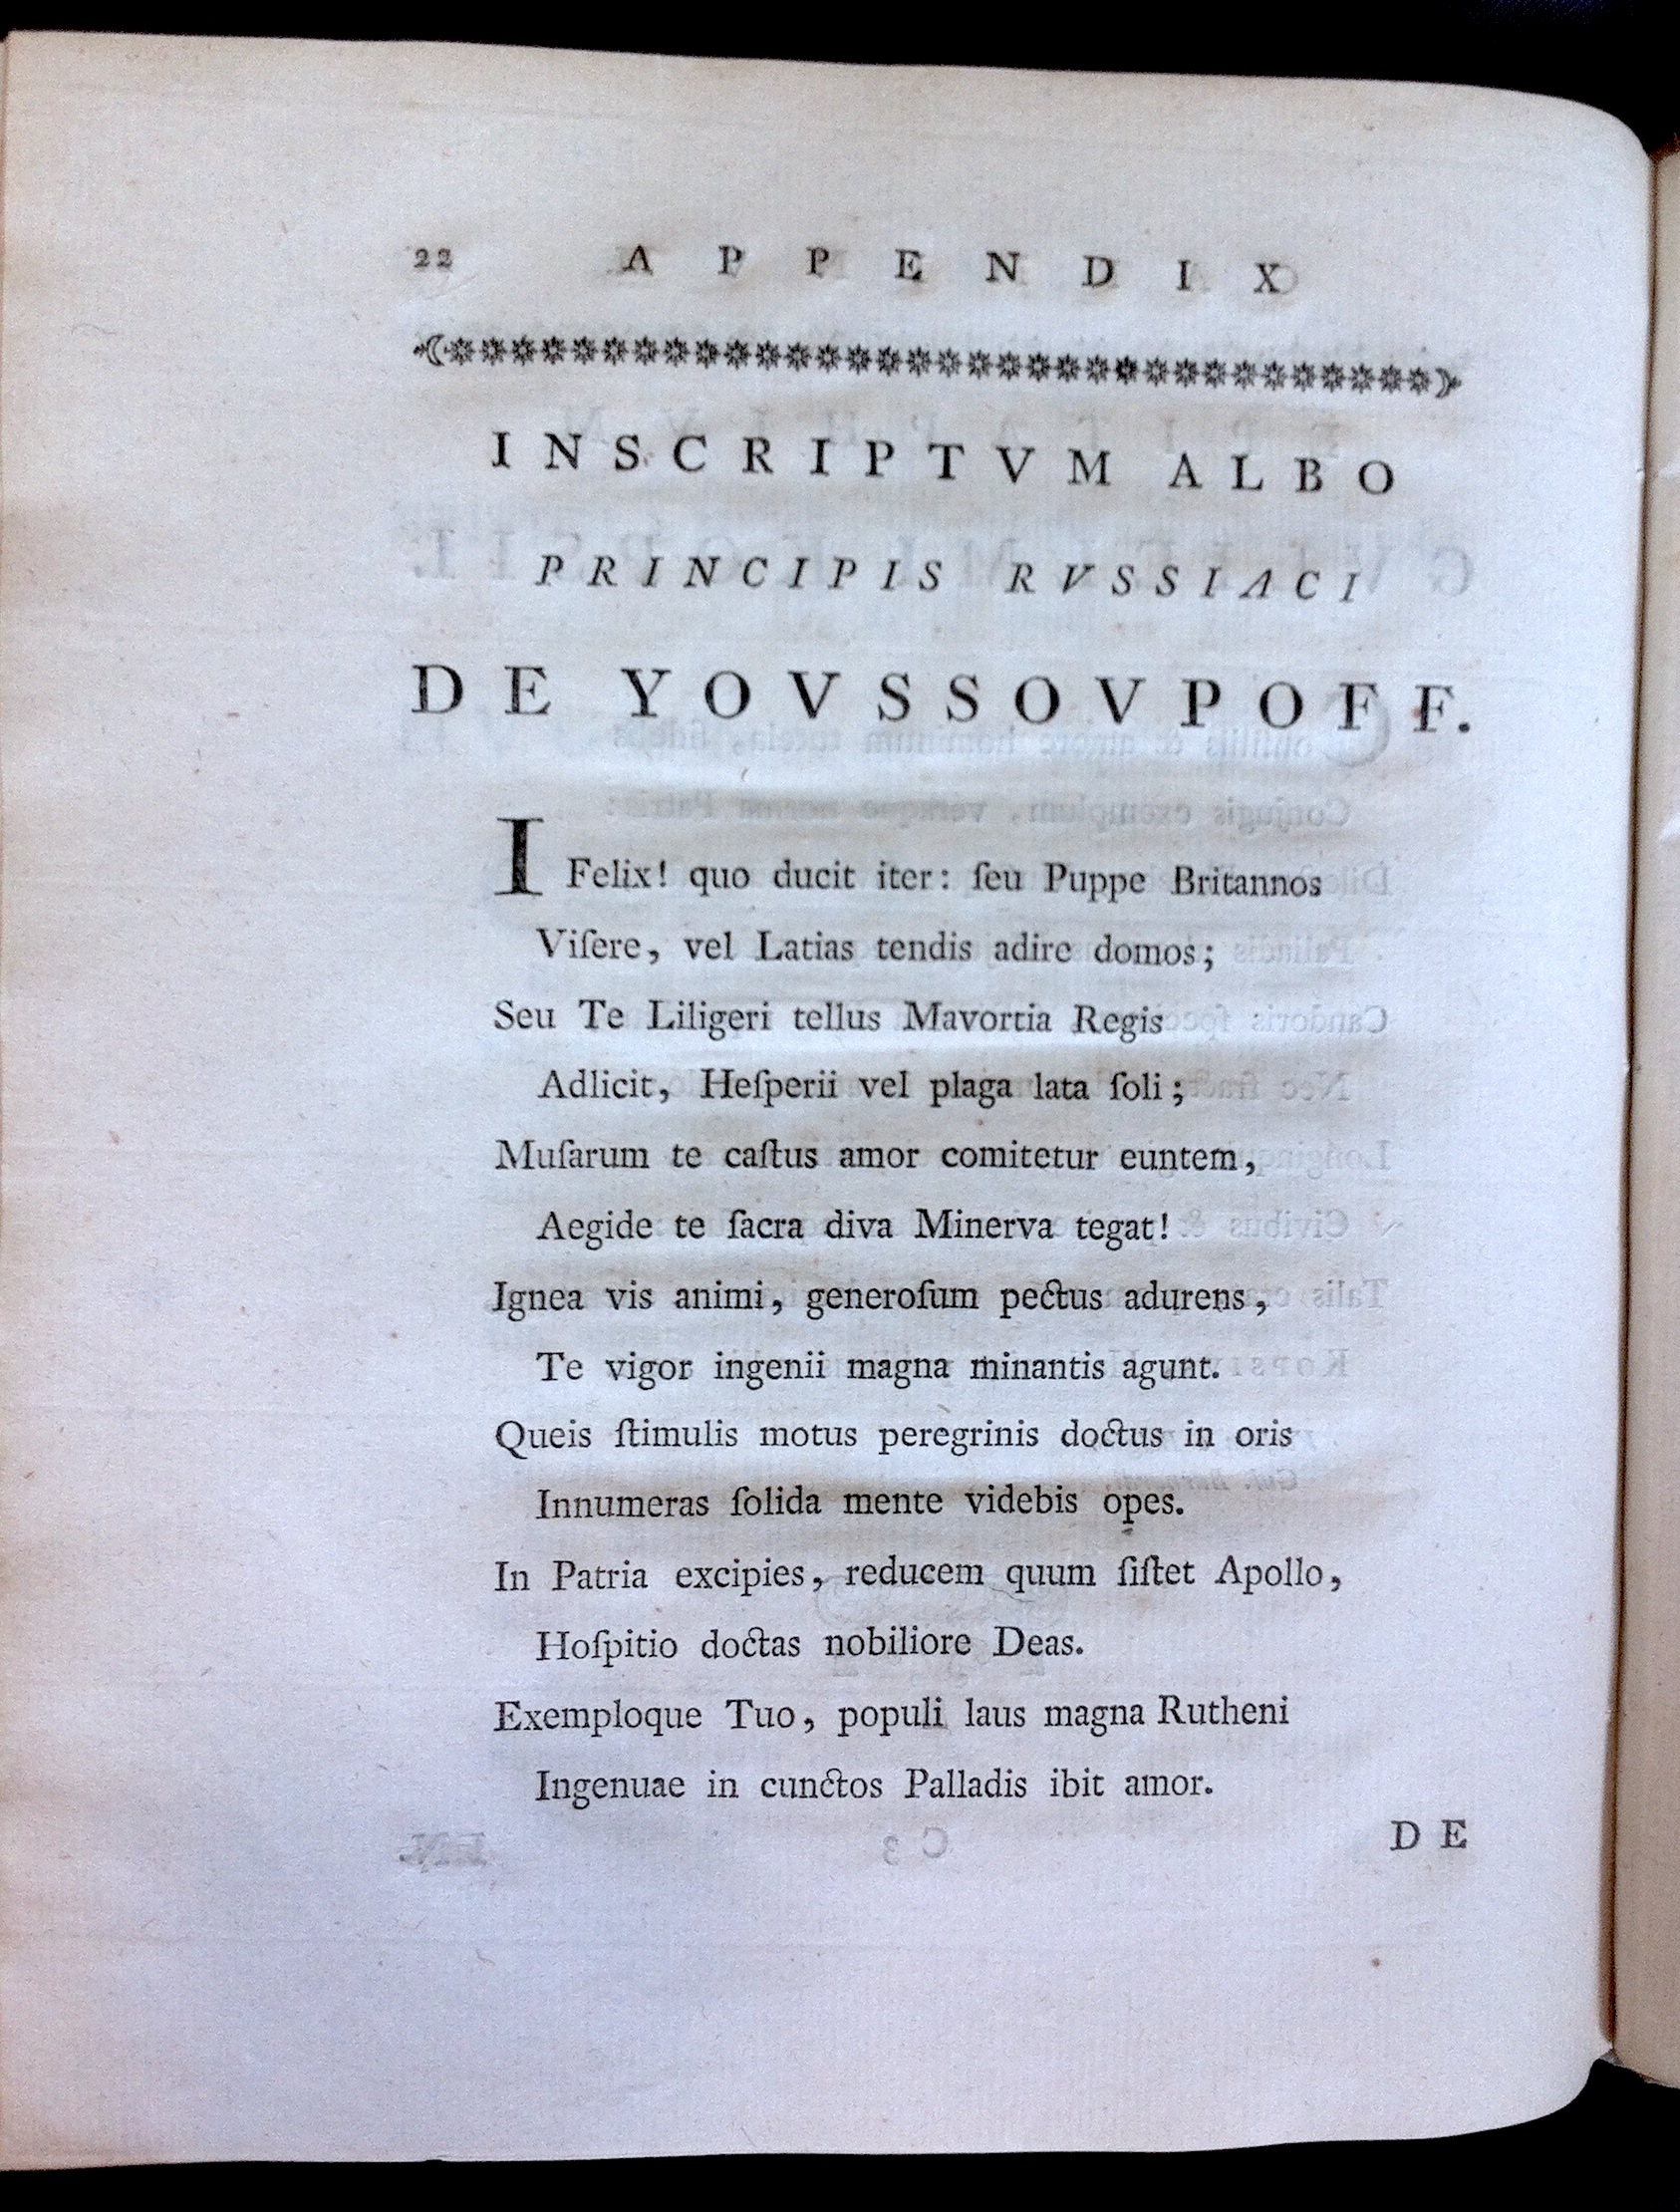 22 APPENDIX
INSCRIPTVM ALBO
PRINCIPIS RVSSIACI
DE YOVSSOVPOFF.
I Felix! quo ducit iter: ſeu Puppe Britannos
Viſere, vel Latias tendis adire domos;
Seu Te Liligeri tellus Mavortia Regis
Adlicit, Heſperii vel plaga lata ſoli;
Muſarum te caſtus amor comitetur euntem,
Aegide te ſacra diva Minerva tegat!
Ignea vis animi, generoſum pectus adurens,
Te vigor ingenii magna minantis agunt.
Queis ſtimulis motus peregrinis doctus in oris
Innumeras ſolida mente videbis opes.
In Patria excipies, reducem quum ſiſtet Apollo,
Hoſpitio doctas nobiliore Deas.
Exemploque Tuo, populi laus magna Rutheni
Ingenuae in cunctos Palladis ibit amor.
DE